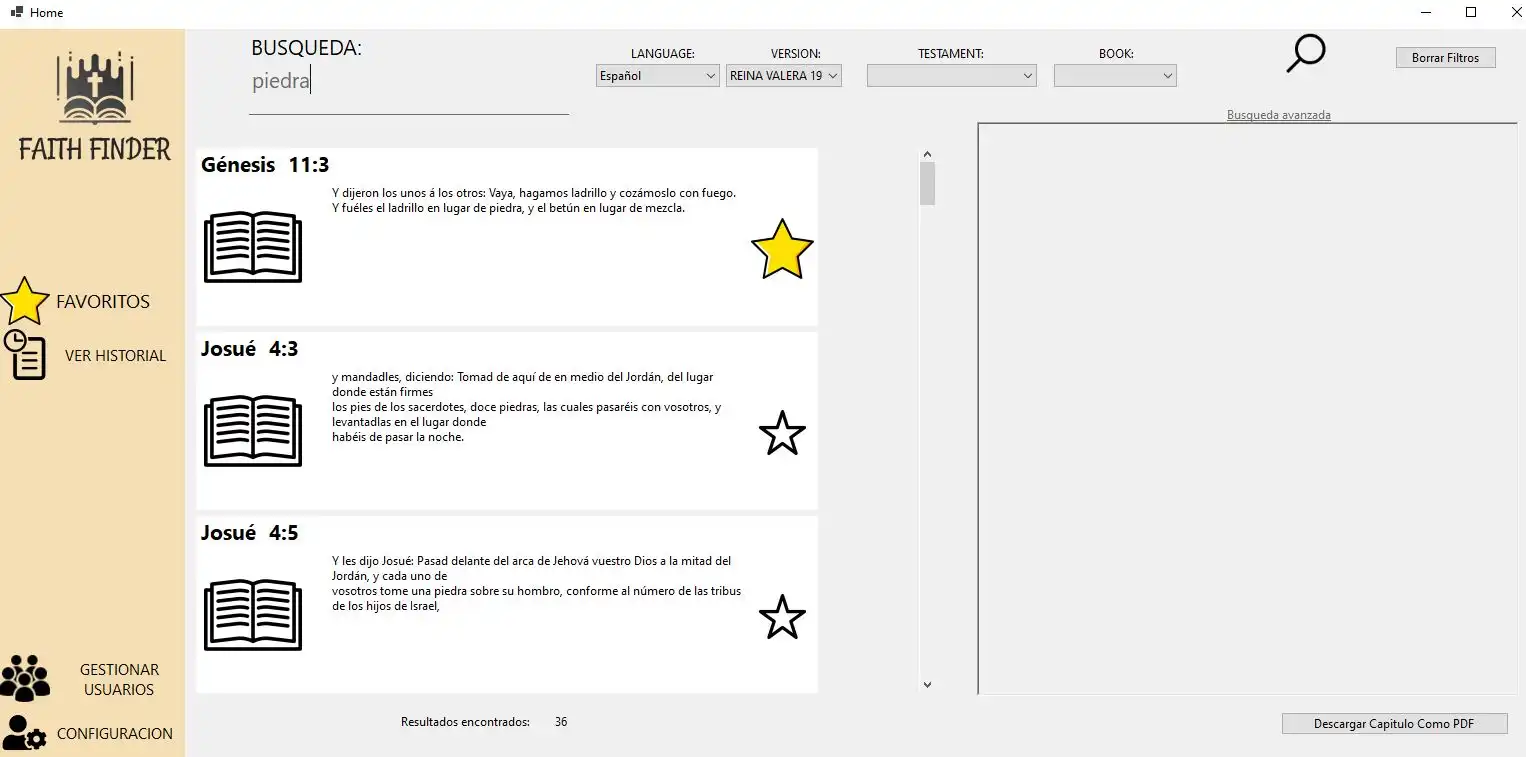 Home
FAITH FINDER
FAVORITOS
VER HISTORIAL
GESTIONAR
USUARIOS
CONFIGURACION
BUSQUEDA:
piedra
LANGUAGE:
Español
VERSION:
REINA VALERA 19
TESTAMENT:
BOOK:
Borrar Filtros
Busqueda avanzada
Génesis 11:3
Y dijeron los unos á los otros: Vaya, hagamos ladrillo y cozámoslo con fuego.
Y fuéles el ladrillo en lugar de piedra, y el betún en lugar de mezcla.
Josué 4:3
y mandadles, diciendo: Tomad de aquí de en medio del Jordán, del lugar
donde están firmes
los pies de los sacerdotes, doce piedras, las cuales pasaréis con vosotros, y
levantadlas en el lugar donde
habéis de pasar la noche.
Josué 4:5
Y les dijo Josué: Pasad delante del arca de Jehová vuestro Dios a la mitad del
Jordán, y cada uno de
vosotros tome una piedra sobre su hombro, conforme al número de las tribus
de los hijos de Israel,
Resultados encontrados: 36
Descargar Capitulo Como PDF